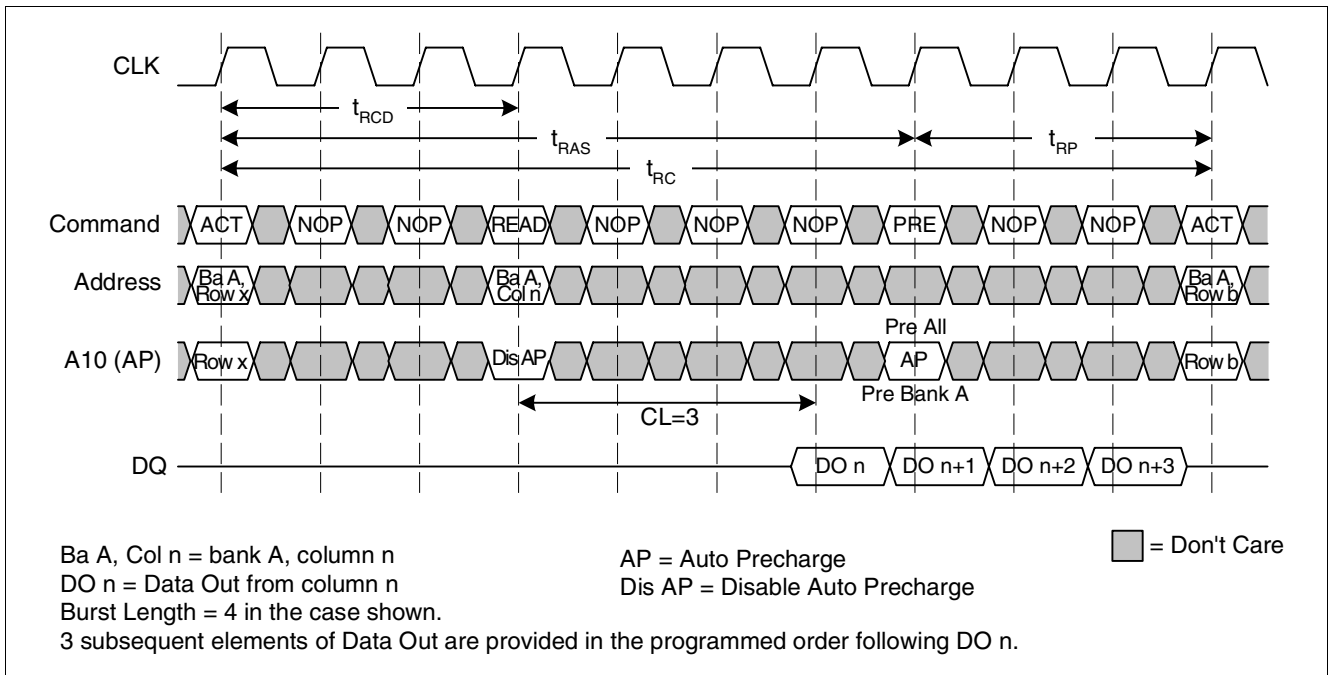 CLK
tRCD
tRAS
tRP
tRC
Command ACT NOP NOP READ NOP NOP NOP PRE NOP NOP ACT
Address Ba A, Row x Ba A, Col n Ba A, Row b
Pre All
A10 (AP) Row x Dis AP AP Row b
Pre Bank A
CL=3
DQ DO n DO n+1 DO n+2 DO n+3
Ba A, Col n = bank A, column n
DO n = Data Out from column n
Burst Length = 4 in the case shown.
3 subsequent elements of Data Out are provided in the programmed order following DO n.
AP = Auto Precharge
Dis AP = Disable Auto Precharge
= Don't Care